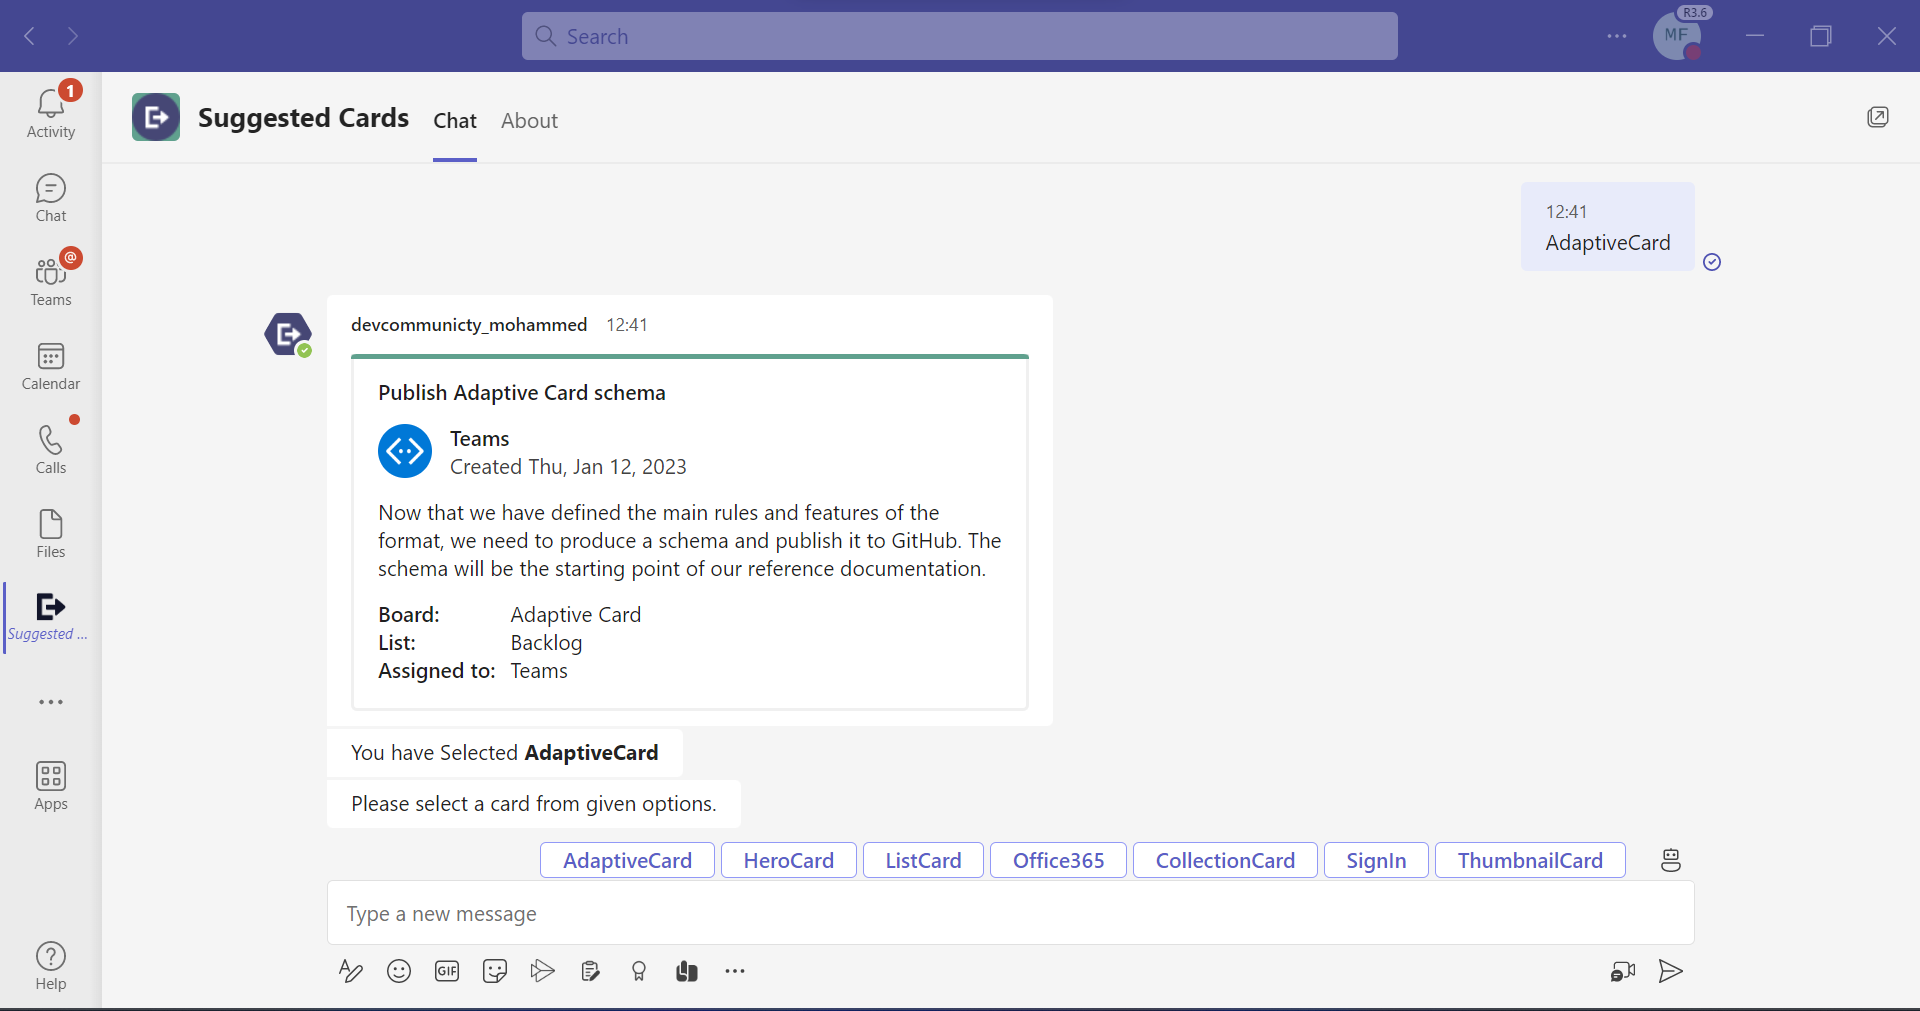 Search
R3.6
MF
1
Activity
Chat
@
Teams
Calendar
Calls
Files
Suggested ...
Apps
Help
Suggested Cards
Chat
About
12:41
AdaptiveCard
devcommunicty_mohammed 12:41
Publish Adaptive Card schema
Teams
Created Thu, Jan 12, 2023
Now that we have defined the main rules and features of the
format, we need to produce a schema and publish it to GitHub. The
schema will be the starting point of our reference documentation.
Board: Adaptive Card
List: Backlog
Assigned to: Teams
You have Selected AdaptiveCard
Please select a card from given options.
AdaptiveCard HeroCard ListCard Office365 CollectionCard SignIn ThumbnailCard
Type a new message
GIF